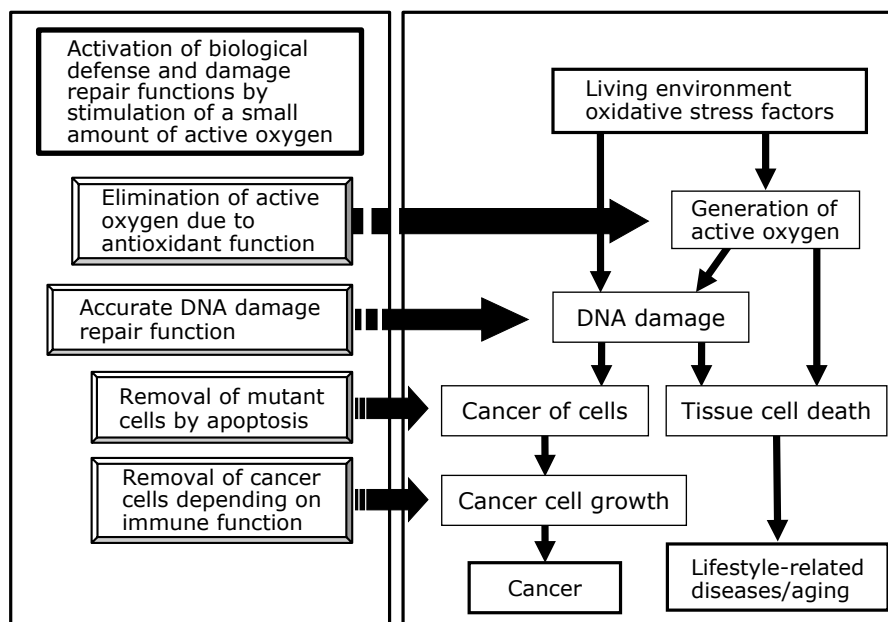 Activation of biological
defense and damage
repair functions by
stimulation of a small
amount of active oxygen
Elimination of active
oxygen due to
antioxidant function
Accurate DNA damage
repair function
Removal of mutant
cells by apoptosis
Removal of cancer
cells depending on
immune function
Living environment
oxidative stress factors
Generation of
active oxygen
DNA damage
Cancer of cells
Tissue cell death
Cancer cell growth
Cancer
Lifestyle-related
diseases/aging